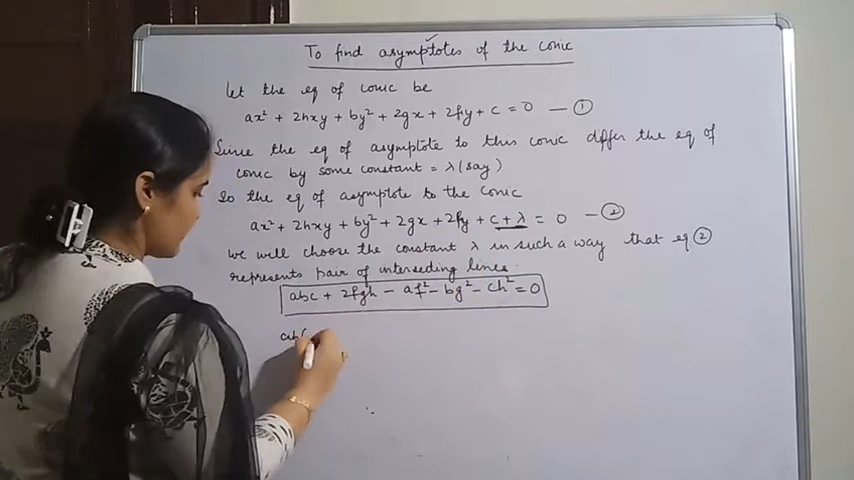 To find asymptotes of the conic
let the eq of conic be
ax² + 2hxy + by² + 2gx + 2fy + c = 0 — ①
Since the eq of asymptote to this conic differ the eq of
conic by some constant = λ (say)
So the eq of asymptote to the conic
ax² + 2hxy + by² + 2gx + 2fy + c + λ = 0 — ②
we will choose the constant λ in such a way that eq ②
represents pair of intersecting lines.
abc + 2fgh - af² - bg² - ch² = 0
ab(